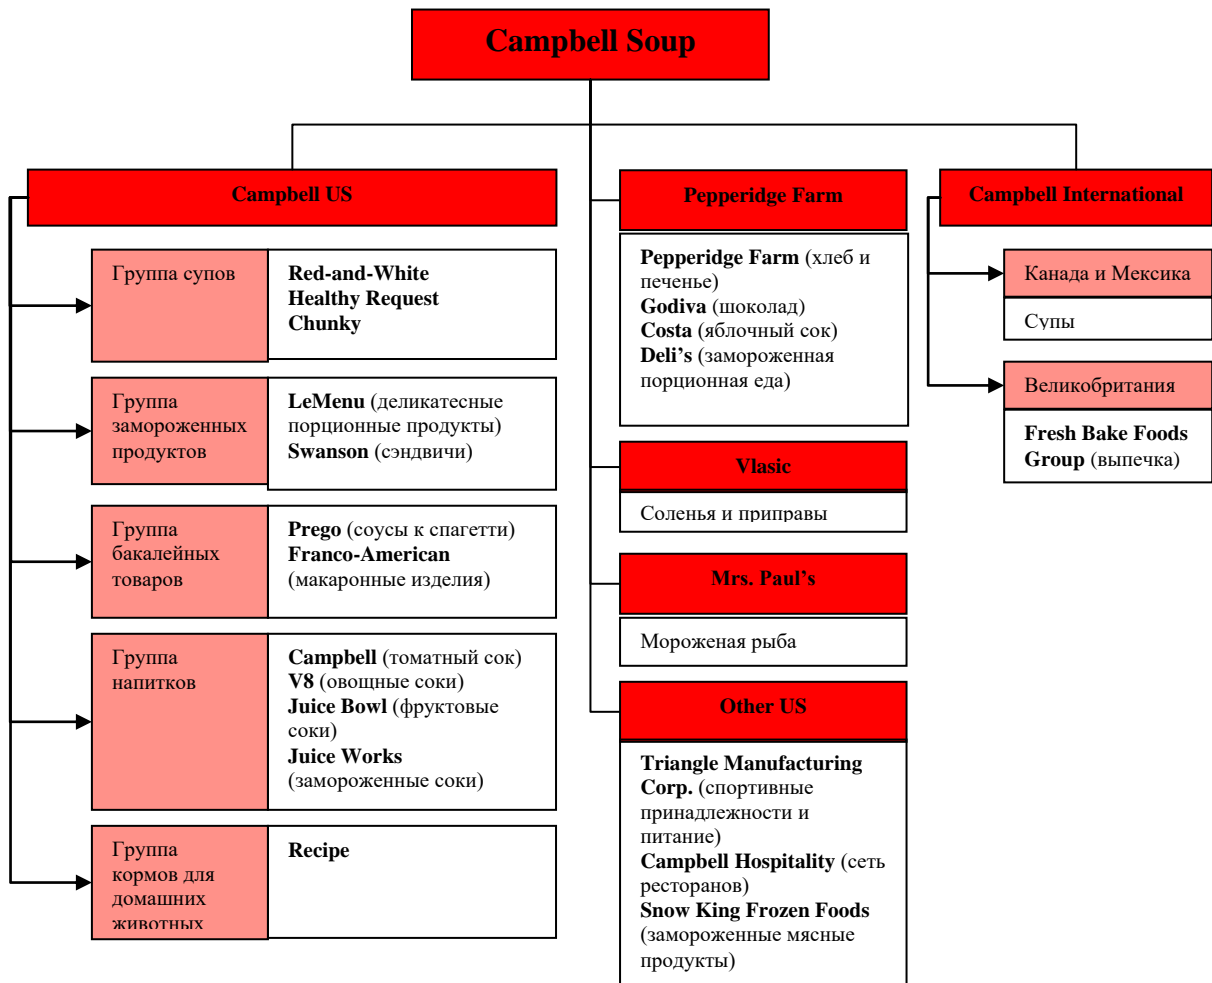 Campbell Soup
Campbell US
Группа супов
Red-and-White
Healthy Request
Chunky
Группа
замороженных
продуктов
LeMenu (деликатесные
порционные продукты)
Swanson (сэндвичи)
Группа
бакалейных
товаров
Prego (соусы к спагетти)
Franco-American
(макаронные изделия)
Группа
напитков
Campbell (томатный сок)
V8 (овощные соки)
Juice Bowl (фруктовые
соки)
Juice Works
(замороженные соки)
Группа
кормов для
домашних
животных
Recipe
Pepperidge Farm
Pepperidge Farm (хлеб и
печенье)
Godiva (шоколад)
Costa (яблочный сок)
Deli’s (замороженная
порционная еда)
Vlasic
Соленья и приправы
Mrs. Paul’s
Мороженая рыба
Other US
Triangle Manufacturing
Corp. (спортивные
принадлежности и
питание)
Campbell Hospitality (сеть
ресторанов)
Snow King Frozen Foods
(замороженные мясные
продукты)
Campbell International
Канада и Мексика
Супы
Великобритания
Fresh Bake Foods
Group (выпечка)